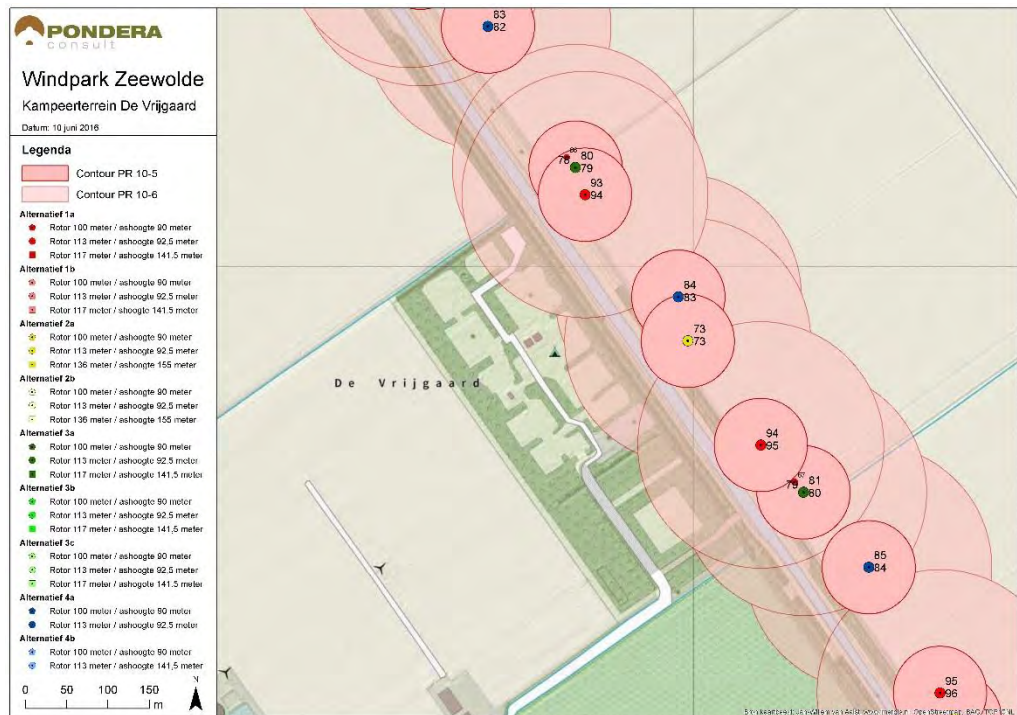 PONDERA
consult
Windpark Zeewolde
Kampeerterrein De Vrijgaard
Datum: 10 juni 2016
Legenda
Contour PR 10-5
Contour PR 10-6
Alternatief 1a
Rotor 100 meter / ashoogte 90 meter
Rotor 113 meter / ashoogte 92,5 meter
Rotor 117 meter / ashoogte 141,5 meter
Alternatief 1b
Rotor 100 meter / ashoogte 90 meter
Rotor 113 meter / ashoogte 92,5 meter
Rotor 117 meter / ashoogte 141,5 meter
Alternatief 2a
Rotor 100 meter / ashoogte 90 meter
Rotor 113 meter / ashoogte 92,5 meter
Rotor 136 meter / ashoogte 155 meter
Alternatief 2b
Rotor 100 meter / ashoogte 90 meter
Rotor 113 meter / ashoogte 92,5 meter
Rotor 136 meter / ashoogte 155 meter
Alternatief 3a
Rotor 100 meter / ashoogte 90 meter
Rotor 113 meter / ashoogte 92,5 meter
Rotor 117 meter / ashoogte 141,5 meter
Alternatief 3b
Rotor 100 meter / ashoogte 90 meter
Rotor 113 meter / ashoogte 92,5 meter
Rotor 117 meter / ashoogte 141,5 meter
Alternatief 3c
Rotor 100 meter / ashoogte 90 meter
Rotor 113 meter / ashoogte 92,5 meter
Rotor 117 meter / ashoogte 141,5 meter
Alternatief 4a
Rotor 100 meter / ashoogte 90 meter
Rotor 113 meter / ashoogte 92,5 meter
Alternatief 4b
Rotor 100 meter / ashoogte 90 meter
Rotor 113 meter / ashoogte 141,5 meter
0 50 100 150
m
N
83
82
80
78
79
93
94
84
83
73
73
De Vrijgaard
94
95
81
79
80
85
84
95
96